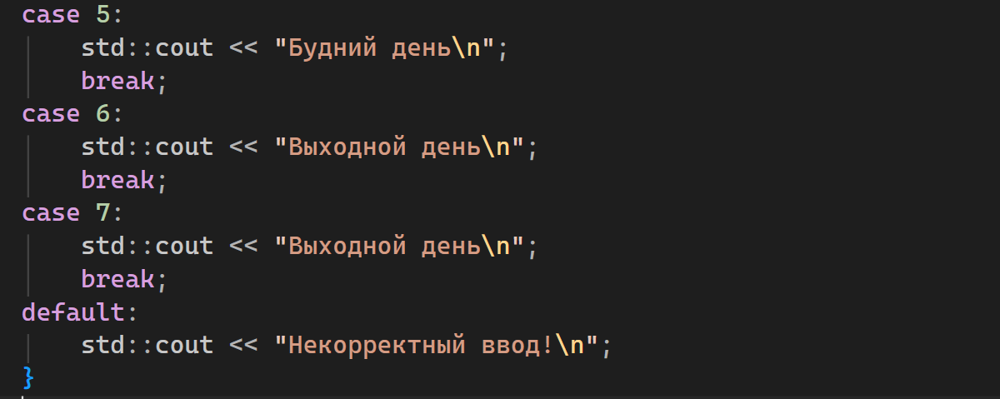 case 5:
    std::cout << "Будний день\n";
    break;
case 6:
    std::cout << "Выходной день\n";
    break;
case 7:
    std::cout << "Выходной день\n";
    break;
default:
    std::cout << "Некорректный ввод!\n";
}